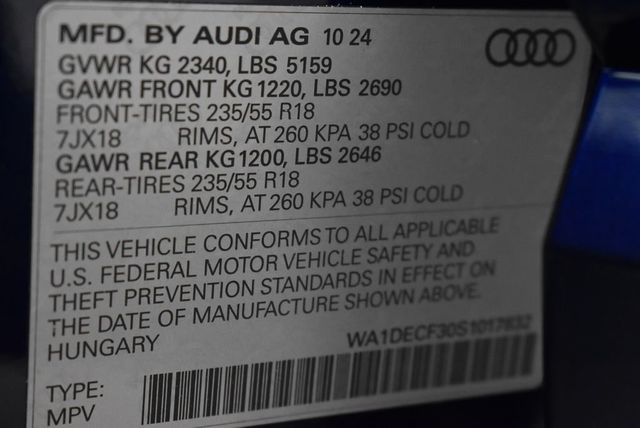 MFD. BY AUDI AG 10 24
GVWR KG 2340, LBS 5159
GAWR FRONT KG 1220, LBS 2690
FRONT-TIRES 235/55 R18
7JX18 RIMS, AT 260 KPA 38 PSI COLD
GAWR REAR KG 1200, LBS 2646
REAR-TIRES 235/55 R18
7JX18 RIMS, AT 260 KPA 38 PSI COLD
THIS VEHICLE CONFORMS TO ALL APPLICABLE
U.S. FEDERAL MOTOR VEHICLE SAFETY AND
THEFT PREVENTION STANDARDS IN EFFECT ON
THE DATE OF MANUFACTURE SHOWN ABOVE.
HUNGARY WA1DECF30S1017832
TYPE:
MPV